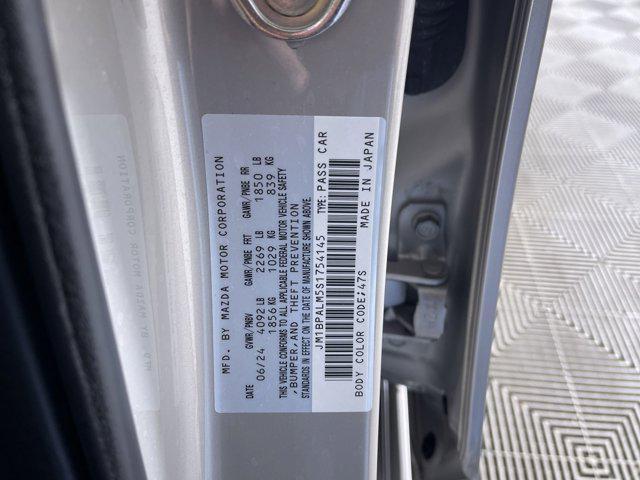 MFD. BY MAZDA MOTOR CORPORATION
DATE GVWR/PNBV GAWR/PNBE FRT GAWR/PNBE RR
06/24 4092 LB 2269 LB 1850 LB
1856 KG 1029 KG 839 KG
THIS VEHICLE CONFORMS TO ALL APPLICABLE FEDERAL MOTOR VEHICLE SAFETY
,BUMPER,AND THEFT PREVENTION
STANDARDS IN EFFECT ON THE DATE OF MANUFACTURE SHOWN ABOVE.
JM1BPALM5S1754145 TYPE: PASS CAR
BODY COLOR CODE;47S MADE IN JAPAN